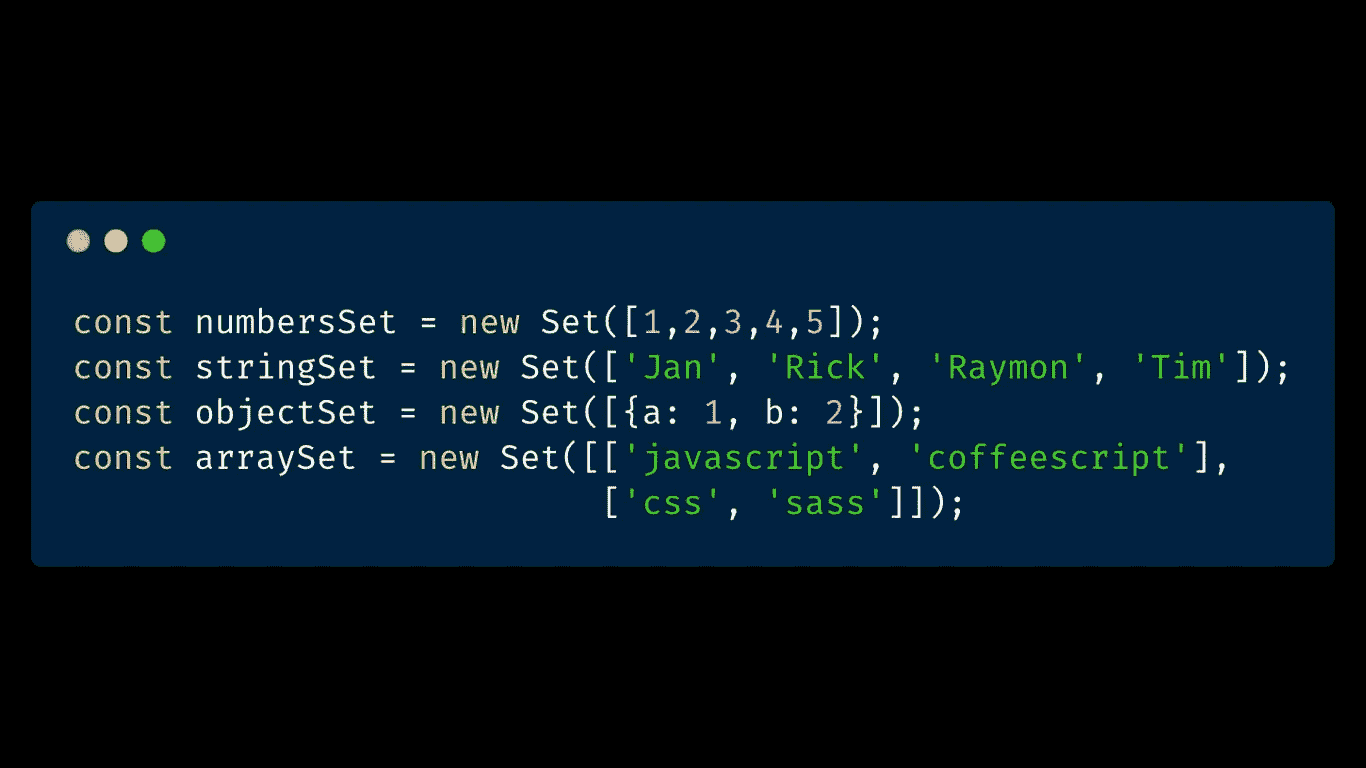 const numbersSet = new Set([1,2,3,4,5]);
const stringSet = new Set(['Jan', 'Rick', 'Raymon', 'Tim']);
const objectSet = new Set([{a: 1, b: 2}]);
const arraySet = new Set([['javascript', 'coffeescript'],
['css', 'sass']]);